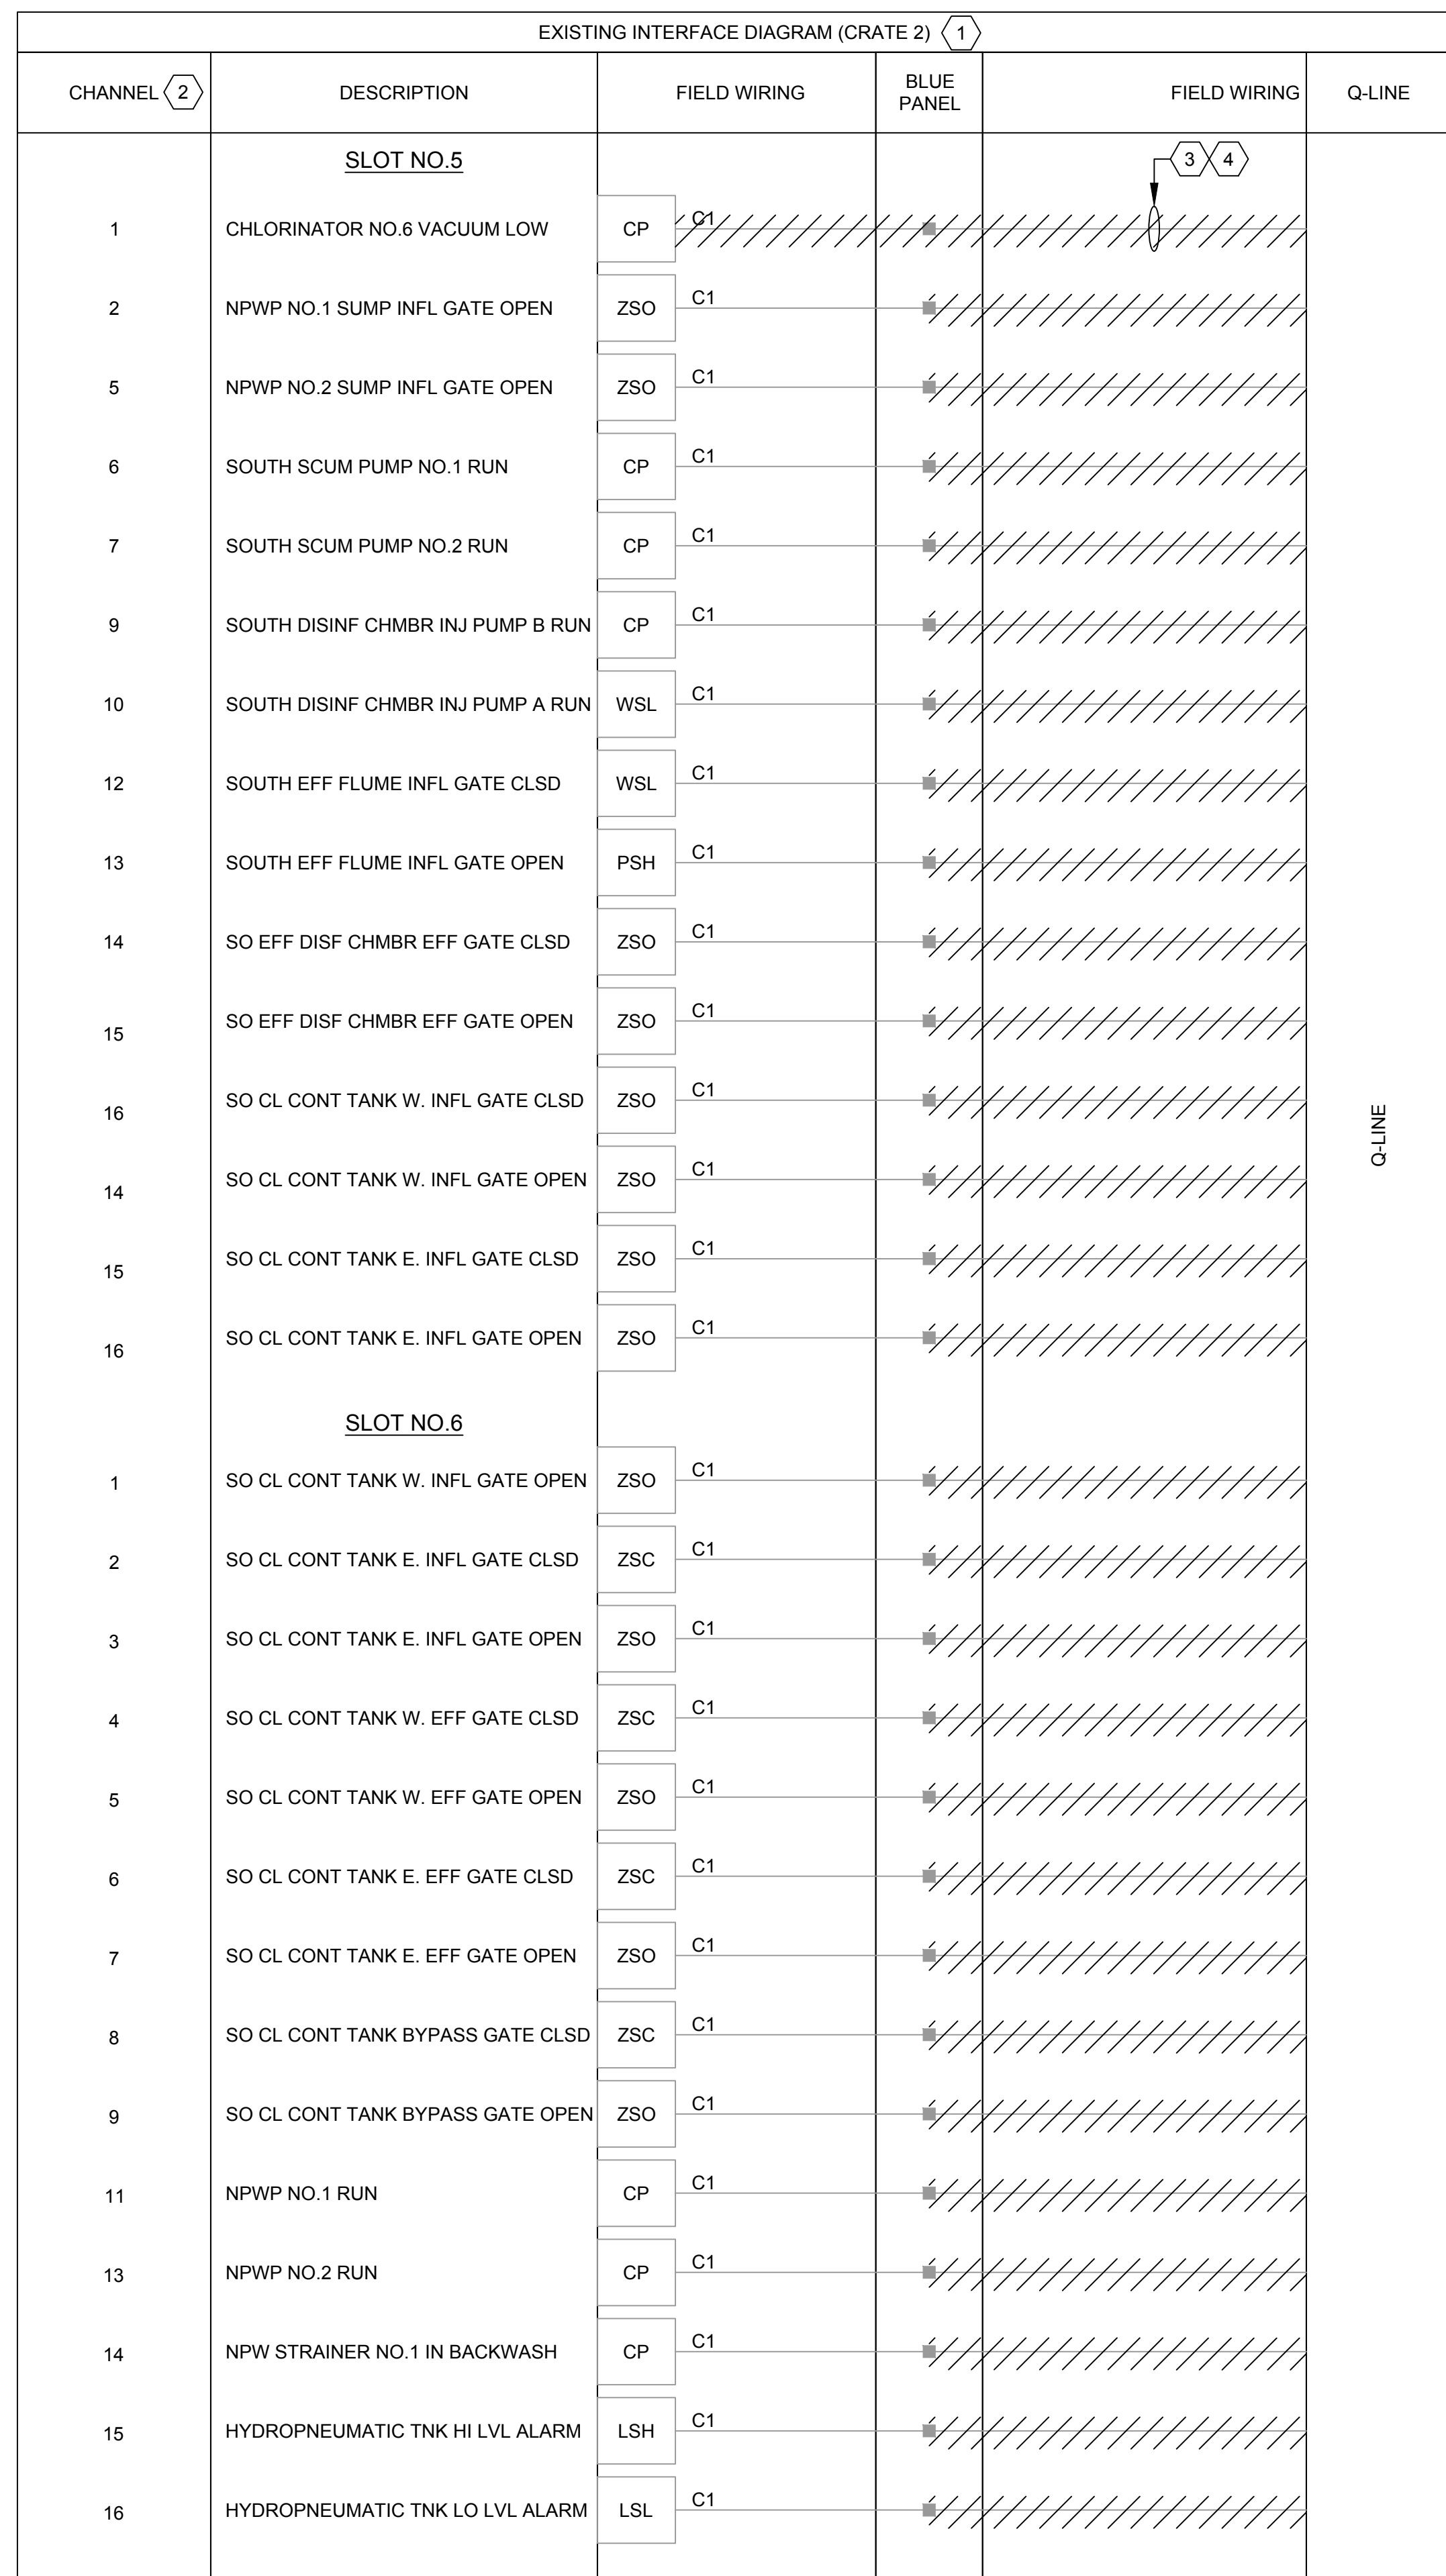 EXISTING INTERFACE DIAGRAM (CRATE 2) 1
CHANNEL 2 DESCRIPTION FIELD WIRING BLUE PANEL FIELD WIRING Q-LINE
SLOT NO.5
3 4
1 CHLORINATOR NO.6 VACUUM LOW CP C1
2 NPWP NO.1 SUMP INFL GATE OPEN ZSO C1
5 NPWP NO.2 SUMP INFL GATE OPEN ZSO C1
6 SOUTH SCUM PUMP NO.1 RUN CP C1
7 SOUTH SCUM PUMP NO.2 RUN CP C1
9 SOUTH DISINF CHMBR INJ PUMP B RUN CP C1
10 SOUTH DISINF CHMBR INJ PUMP A RUN WSL C1
12 SOUTH EFF FLUME INFL GATE CLSD WSL C1
13 SOUTH EFF FLUME INFL GATE OPEN PSH C1
14 SO EFF DISF CHMBR EFF GATE CLSD ZSO C1
15 SO EFF DISF CHMBR EFF GATE OPEN ZSO C1
16 SO CL CONT TANK W. INFL GATE CLSD ZSO C1
Q-LINE
14 SO CL CONT TANK W. INFL GATE OPEN ZSO C1
15 SO CL CONT TANK E. INFL GATE CLSD ZSO C1
16 SO CL CONT TANK E. INFL GATE OPEN ZSO C1
SLOT NO.6
1 SO CL CONT TANK W. INFL GATE OPEN ZSO C1
2 SO CL CONT TANK E. INFL GATE CLSD ZSC C1
3 SO CL CONT TANK E. INFL GATE OPEN ZSO C1
4 SO CL CONT TANK W. EFF GATE CLSD ZSC C1
5 SO CL CONT TANK W. EFF GATE OPEN ZSO C1
6 SO CL CONT TANK E. EFF GATE CLSD ZSC C1
7 SO CL CONT TANK E. EFF GATE OPEN ZSO C1
8 SO CL CONT TANK BYPASS GATE CLSD ZSC C1
9 SO CL CONT TANK BYPASS GATE OPEN ZSO C1
11 NPWP NO.1 RUN CP C1
13 NPWP NO.2 RUN CP C1
14 NPW STRAINER NO.1 IN BACKWASH CP C1
15 HYDROPNEUMATIC TNK HI LVL ALARM LSH C1
16 HYDROPNEUMATIC TNK LO LVL ALARM LSL C1